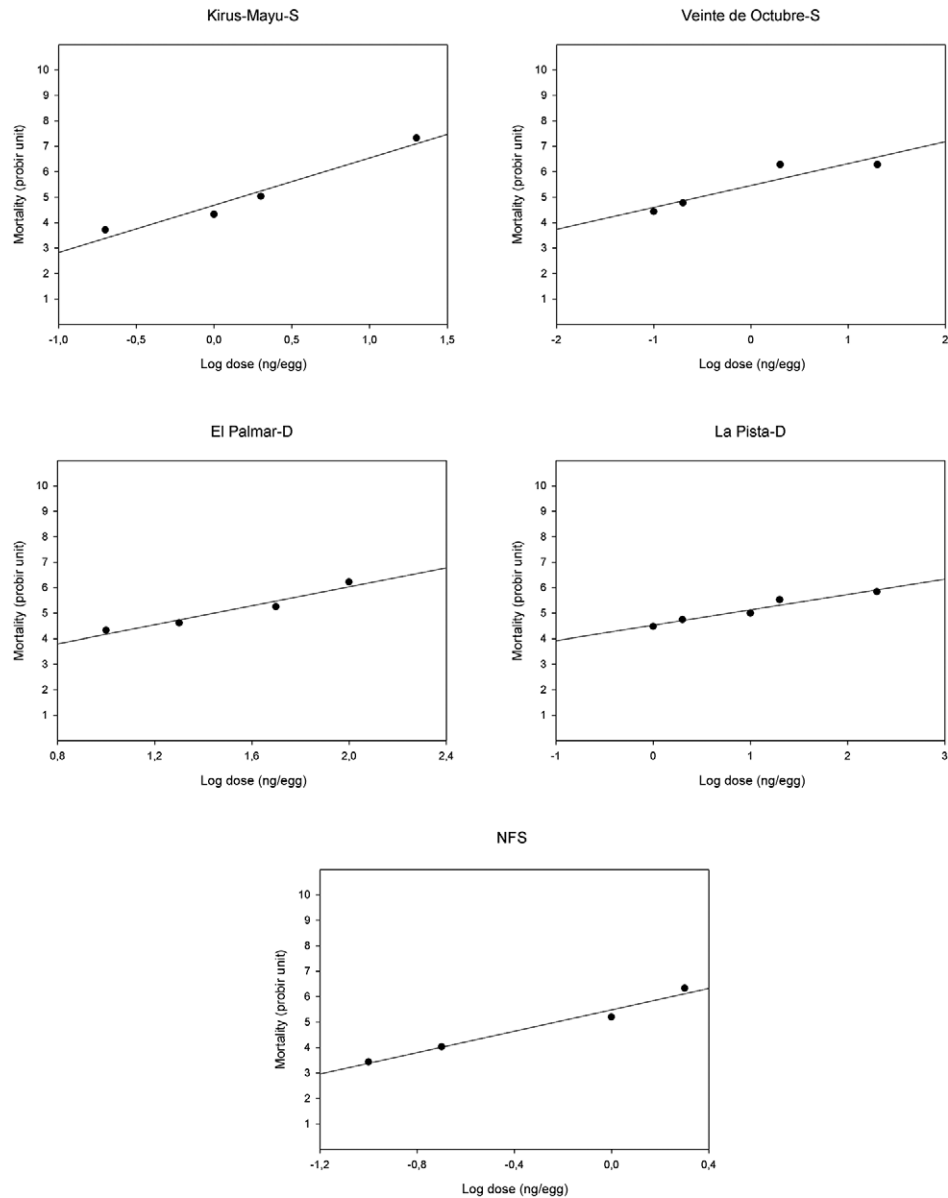 Kirus-Mayu-S
Mortality (probir unit)
10
9
8
7
6
5
4
3
2
1
-1,0 -0,5 0,0 0,5 1,0 1,5
Log dose (ng/egg)
Veinte de Octubre-S
Mortality (probir unit)
10
9
8
7
6
5
4
3
2
1
-2 -1 0 1 2
Log dose (ng/egg)
El Palmar-D
Mortality (probir unit)
10
9
8
7
6
5
4
3
2
1
0,8 1,2 1,6 2,0 2,4
Log dose (ng/egg)
La Pista-D
Mortality (probir unit)
10
9
8
7
6
5
4
3
2
1
-1 0 1 2 3
Log dose (ng/egg)
NFS
Mortality (probir unit)
10
9
8
7
6
5
4
3
2
1
-1,2 -0,8 -0,4 0,0 0,4
Log dose (ng/egg)